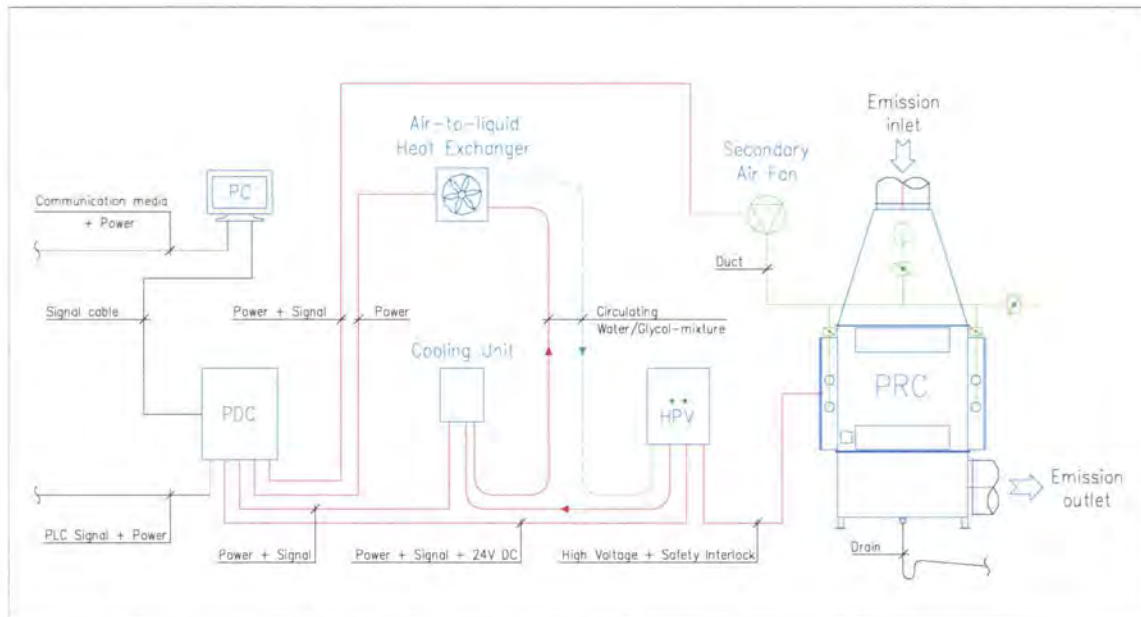 Emission
inlet
Air-to-liquid
Heat Exchanger
Secondary
Air Fan
PC
Communication media
+ Power
Duct
Signal cable
Power + Signal
Power
Circulating
Water/Glycol-mixture
Cooling Unit
PDC
HPV
PRC
Emission
outlet
PLC Signal + Power
Power + Signal
Power + Signal + 24V DC
High Voltage + Safety Interlock
Drain